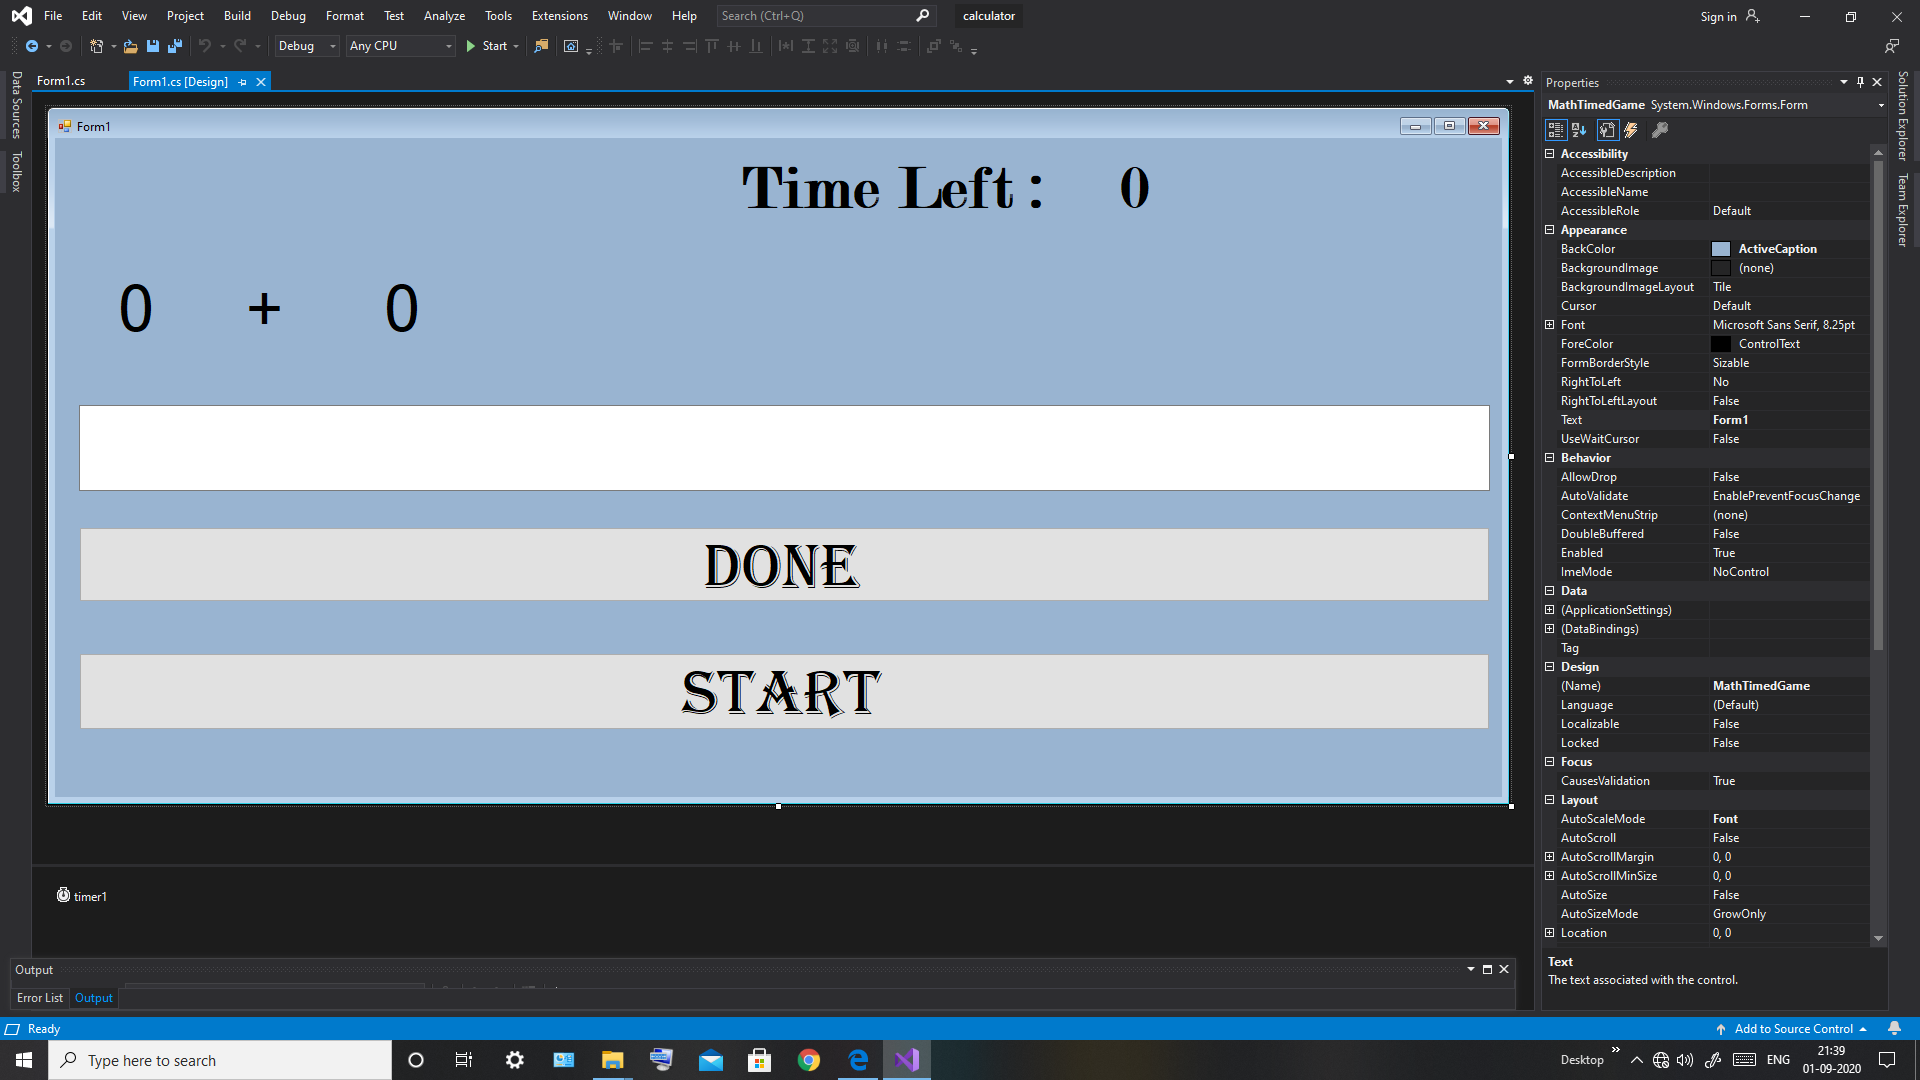 File Edit View Project Build Debug Format Test Analyze Tools Extensions Window Help Search (Ctrl+Q) calculator Sign in
Debug Any CPU Start
Data Sources
Toolbox
Form1.cs Form1.cs [Design]
Form1
Time Left : 0
0 + 0
DONE
START
timer1
Output
Error List Output
Properties
MathTimedGame System.Windows.Forms.Form
Accessibility
AccessibleDescription
AccessibleName
AccessibleRole Default
Appearance
BackColor ActiveCaption
BackgroundImage (none)
BackgroundImageLayout Tile
Cursor Default
Font Microsoft Sans Serif, 8.25pt
ForeColor ControlText
FormBorderStyle Sizable
RightToLeft No
RightToLeftLayout False
Text Form1
UseWaitCursor False
Behavior
AllowDrop False
AutoValidate EnablePreventFocusChange
ContextMenuStrip (none)
DoubleBuffered False
Enabled True
ImeMode NoControl
Data
(ApplicationSettings)
(DataBindings)
Tag
Design
(Name) MathTimedGame
Language (Default)
Localizable False
Locked False
Focus
CausesValidation True
Layout
AutoScaleMode Font
AutoScroll False
AutoScrollMargin 0, 0
AutoScrollMinSize 0, 0
AutoSize False
AutoSizeMode GrowOnly
Location 0, 0
Text
The text associated with the control.
Solution Explorer
Team Explorer
Ready Add to Source Control
Type here to search Desktop ENG 21:39
01-09-2020